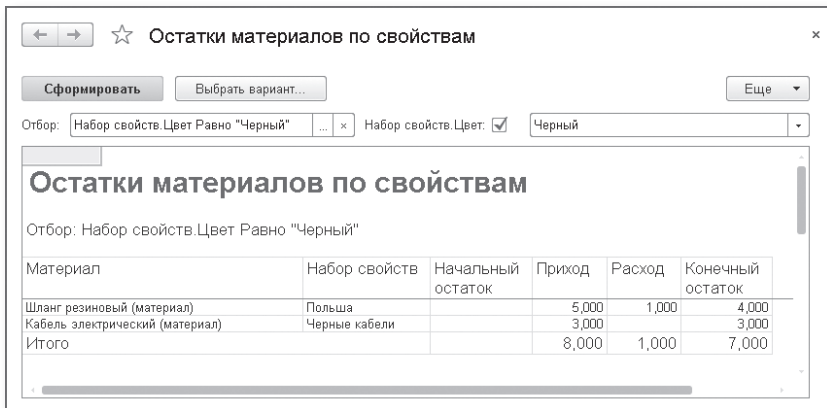 Остатки материалов по свойствам
Сформировать Выбрать вариант... Еще
Отбор: Набор свойств.Цвет Равно "Черный" ... × Набор свойств.Цвет: Черный
Остатки материалов по свойствам
Отбор: Набор свойств.Цвет Равно "Черный"
Материал Набор свойств Начальный остаток Приход Расход Конечный остаток
Шланг резиновый (материал) Польша 5,000 1,000 4,000
Кабель электрический (материал) Черные кабели 3,000 3,000
Итого 8,000 1,000 7,000